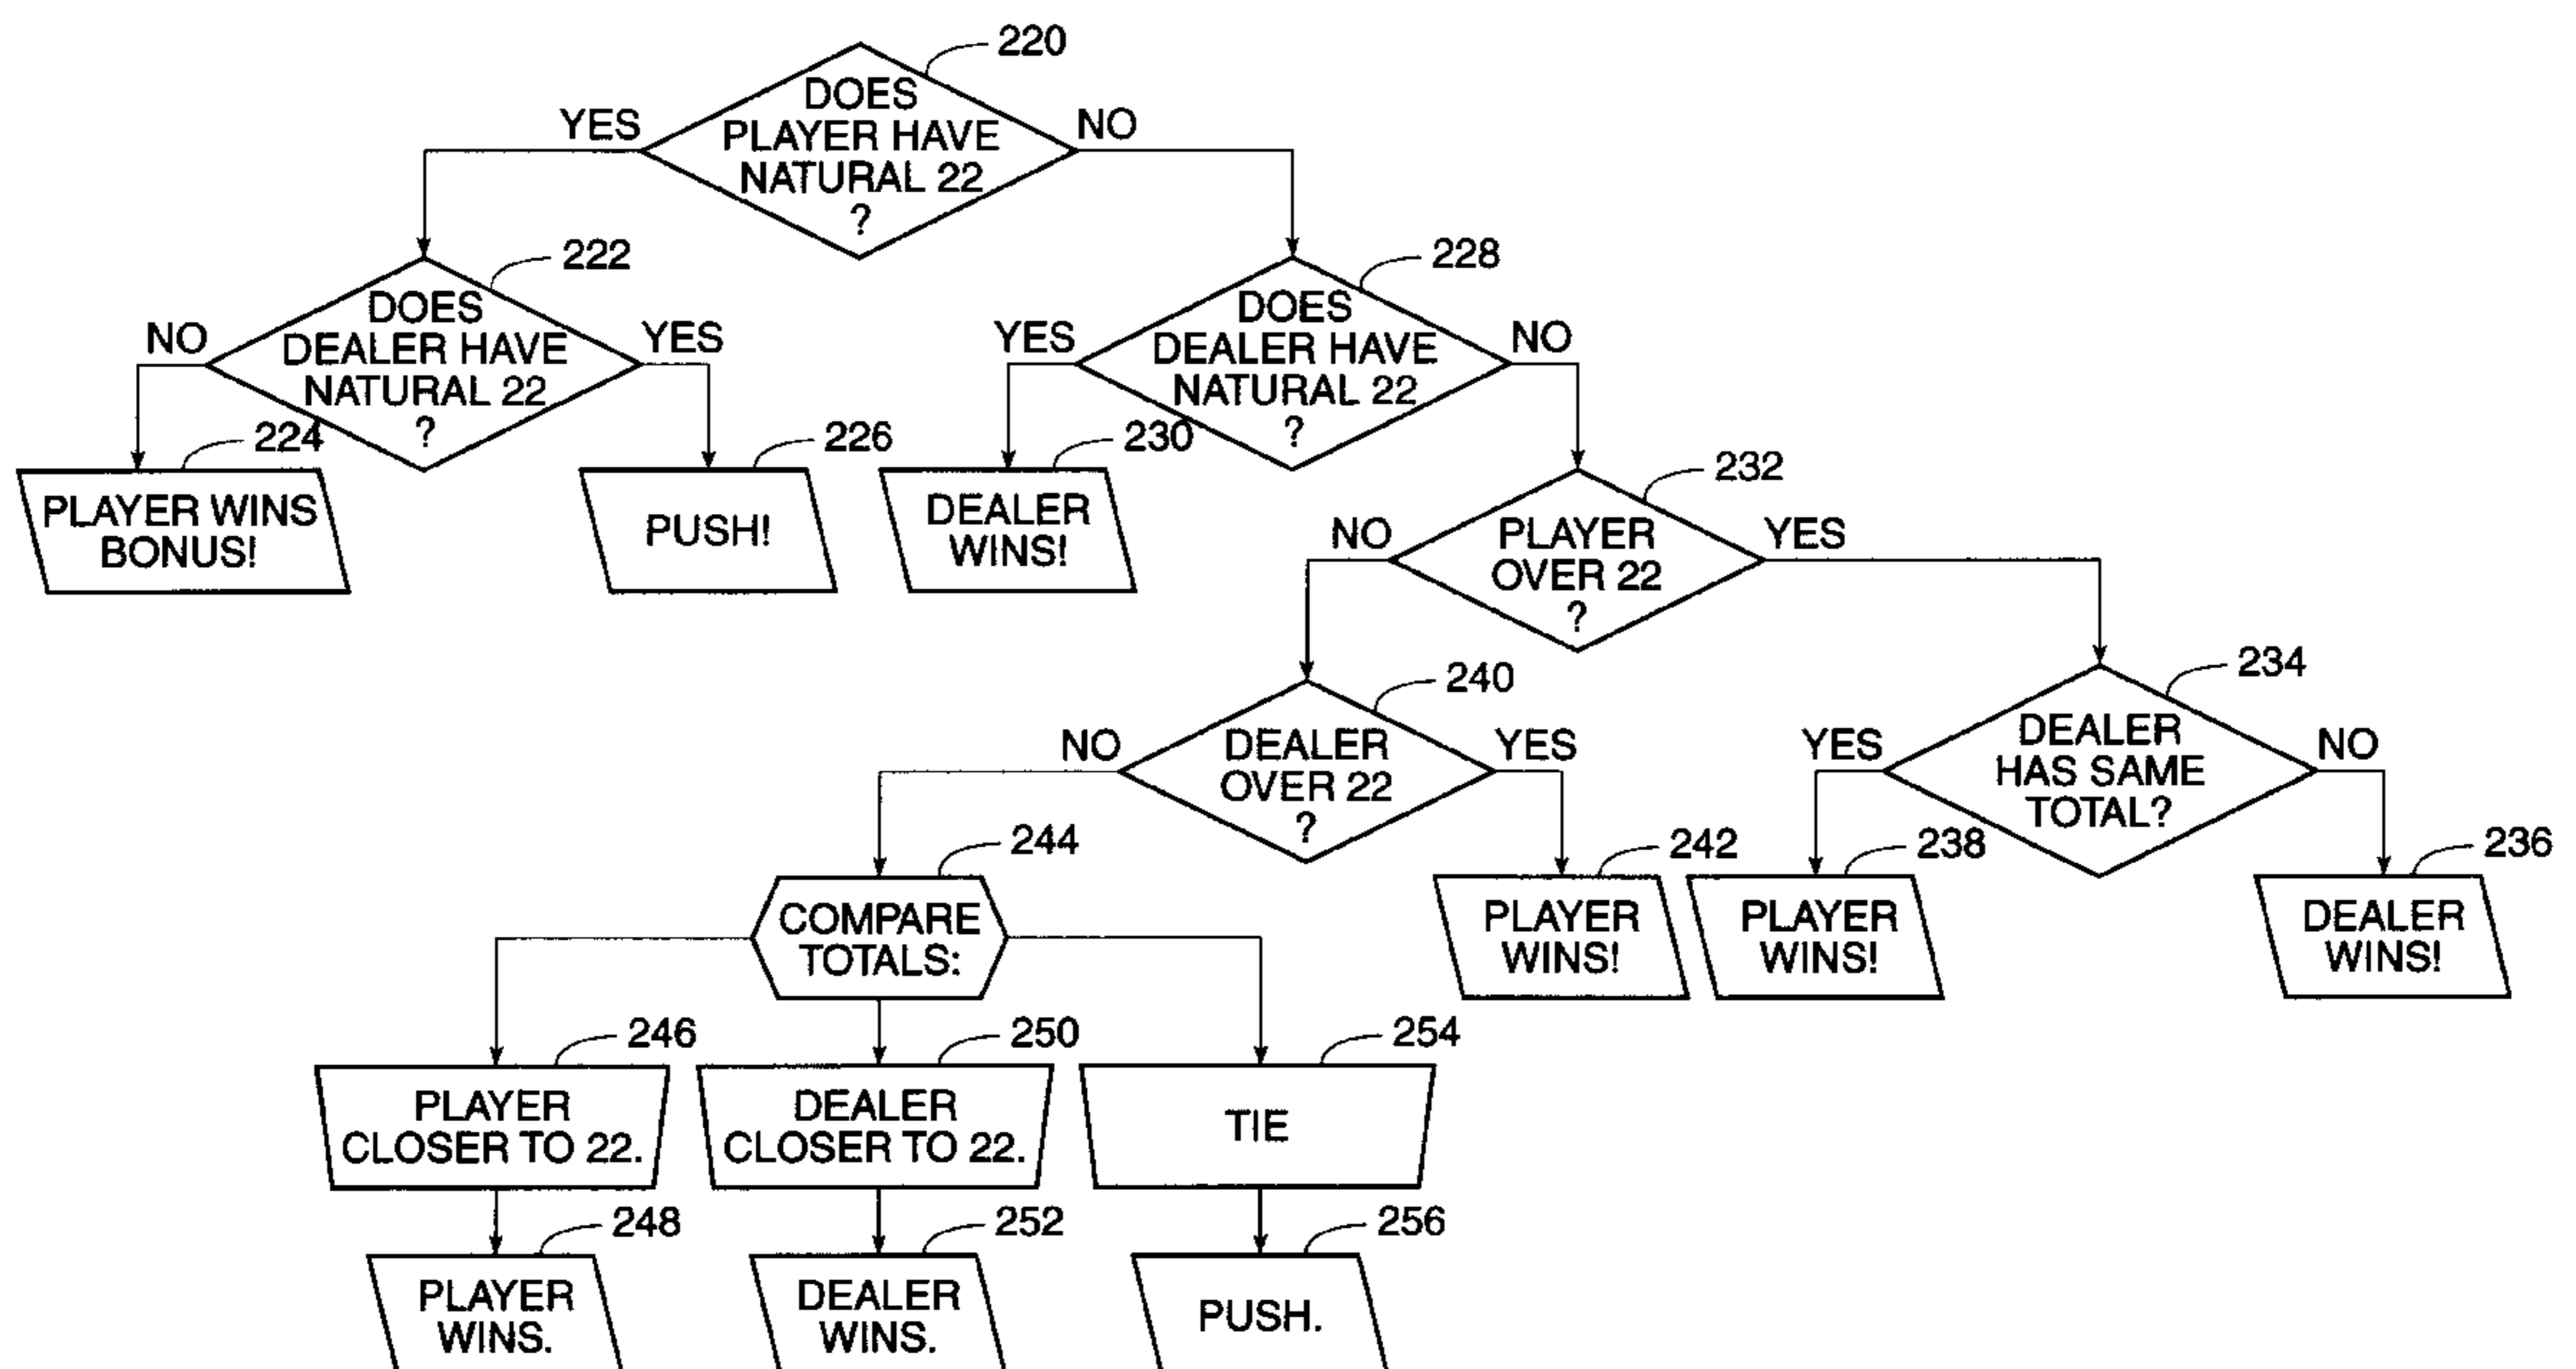 220
DOES
PLAYER HAVE
NATURAL 22
?
YES
NO
222
DOES
DEALER HAVE
NATURAL 22
?
NO
YES
228
DOES
DEALER HAVE
NATURAL 22
?
YES
NO
224
PLAYER WINS
BONUS!
226
PUSH!
230
DEALER
WINS!
232
PLAYER
OVER 22
?
NO
YES
240
DEALER
OVER 22
?
NO
YES
234
DEALER
HAS SAME
TOTAL?
YES
NO
244
COMPARE
TOTALS:
242
PLAYER
WINS!
238
PLAYER
WINS!
236
DEALER
WINS!
246
PLAYER
CLOSER TO 22.
250
DEALER
CLOSER TO 22.
254
TIE
248
PLAYER
WINS.
252
DEALER
WINS.
256
PUSH.